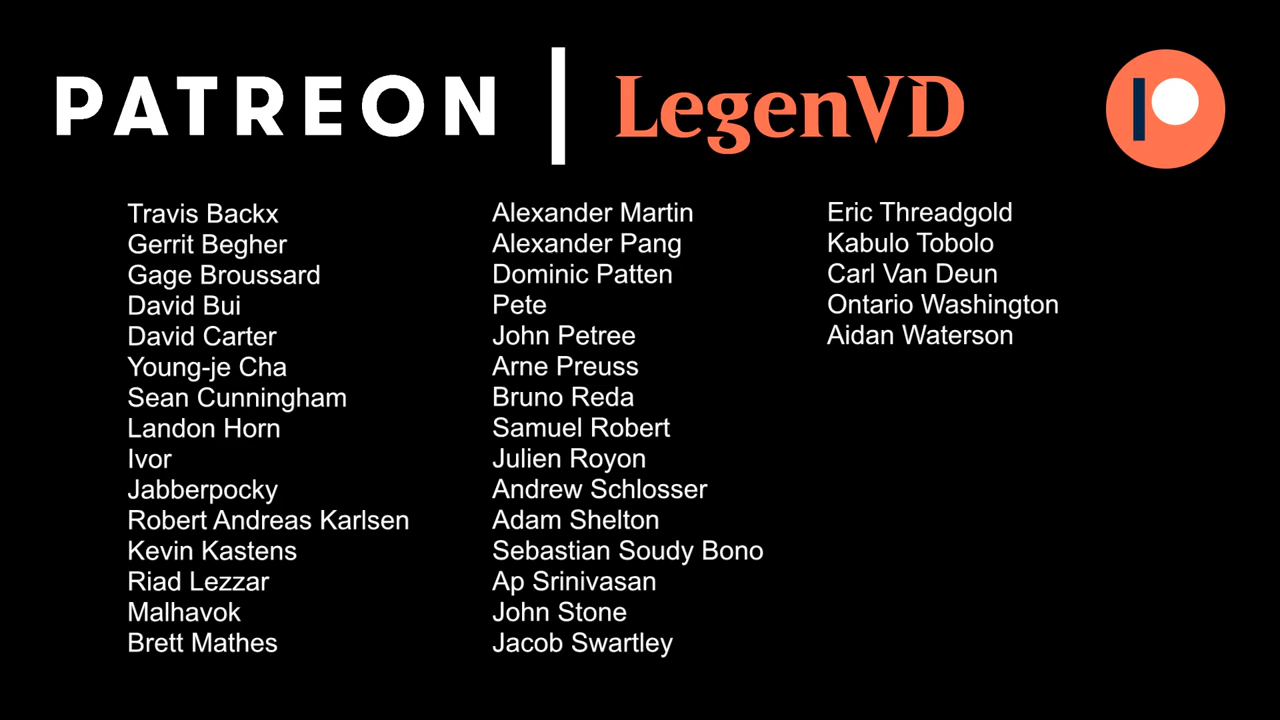 PATREON | LegenVD
Travis Backx
Gerrit Begher
Gage Broussard
David Bui
David Carter
Young-je Cha
Sean Cunningham
Landon Horn
Ivor
Jabberpocky
Robert Andreas Karlsen
Kevin Kastens
Riad Lezzar
Malhavok
Brett Mathes
Alexander Martin
Alexander Pang
Dominic Patten
Pete
John Petree
Arne Preuss
Bruno Reda
Samuel Robert
Julien Royon
Andrew Schlosser
Adam Shelton
Sebastian Soudy Bono
Ap Srinivasan
John Stone
Jacob Swartley
Eric Threadgold
Kabulo Tobolo
Carl Van Deun
Ontario Washington
Aidan Waterson